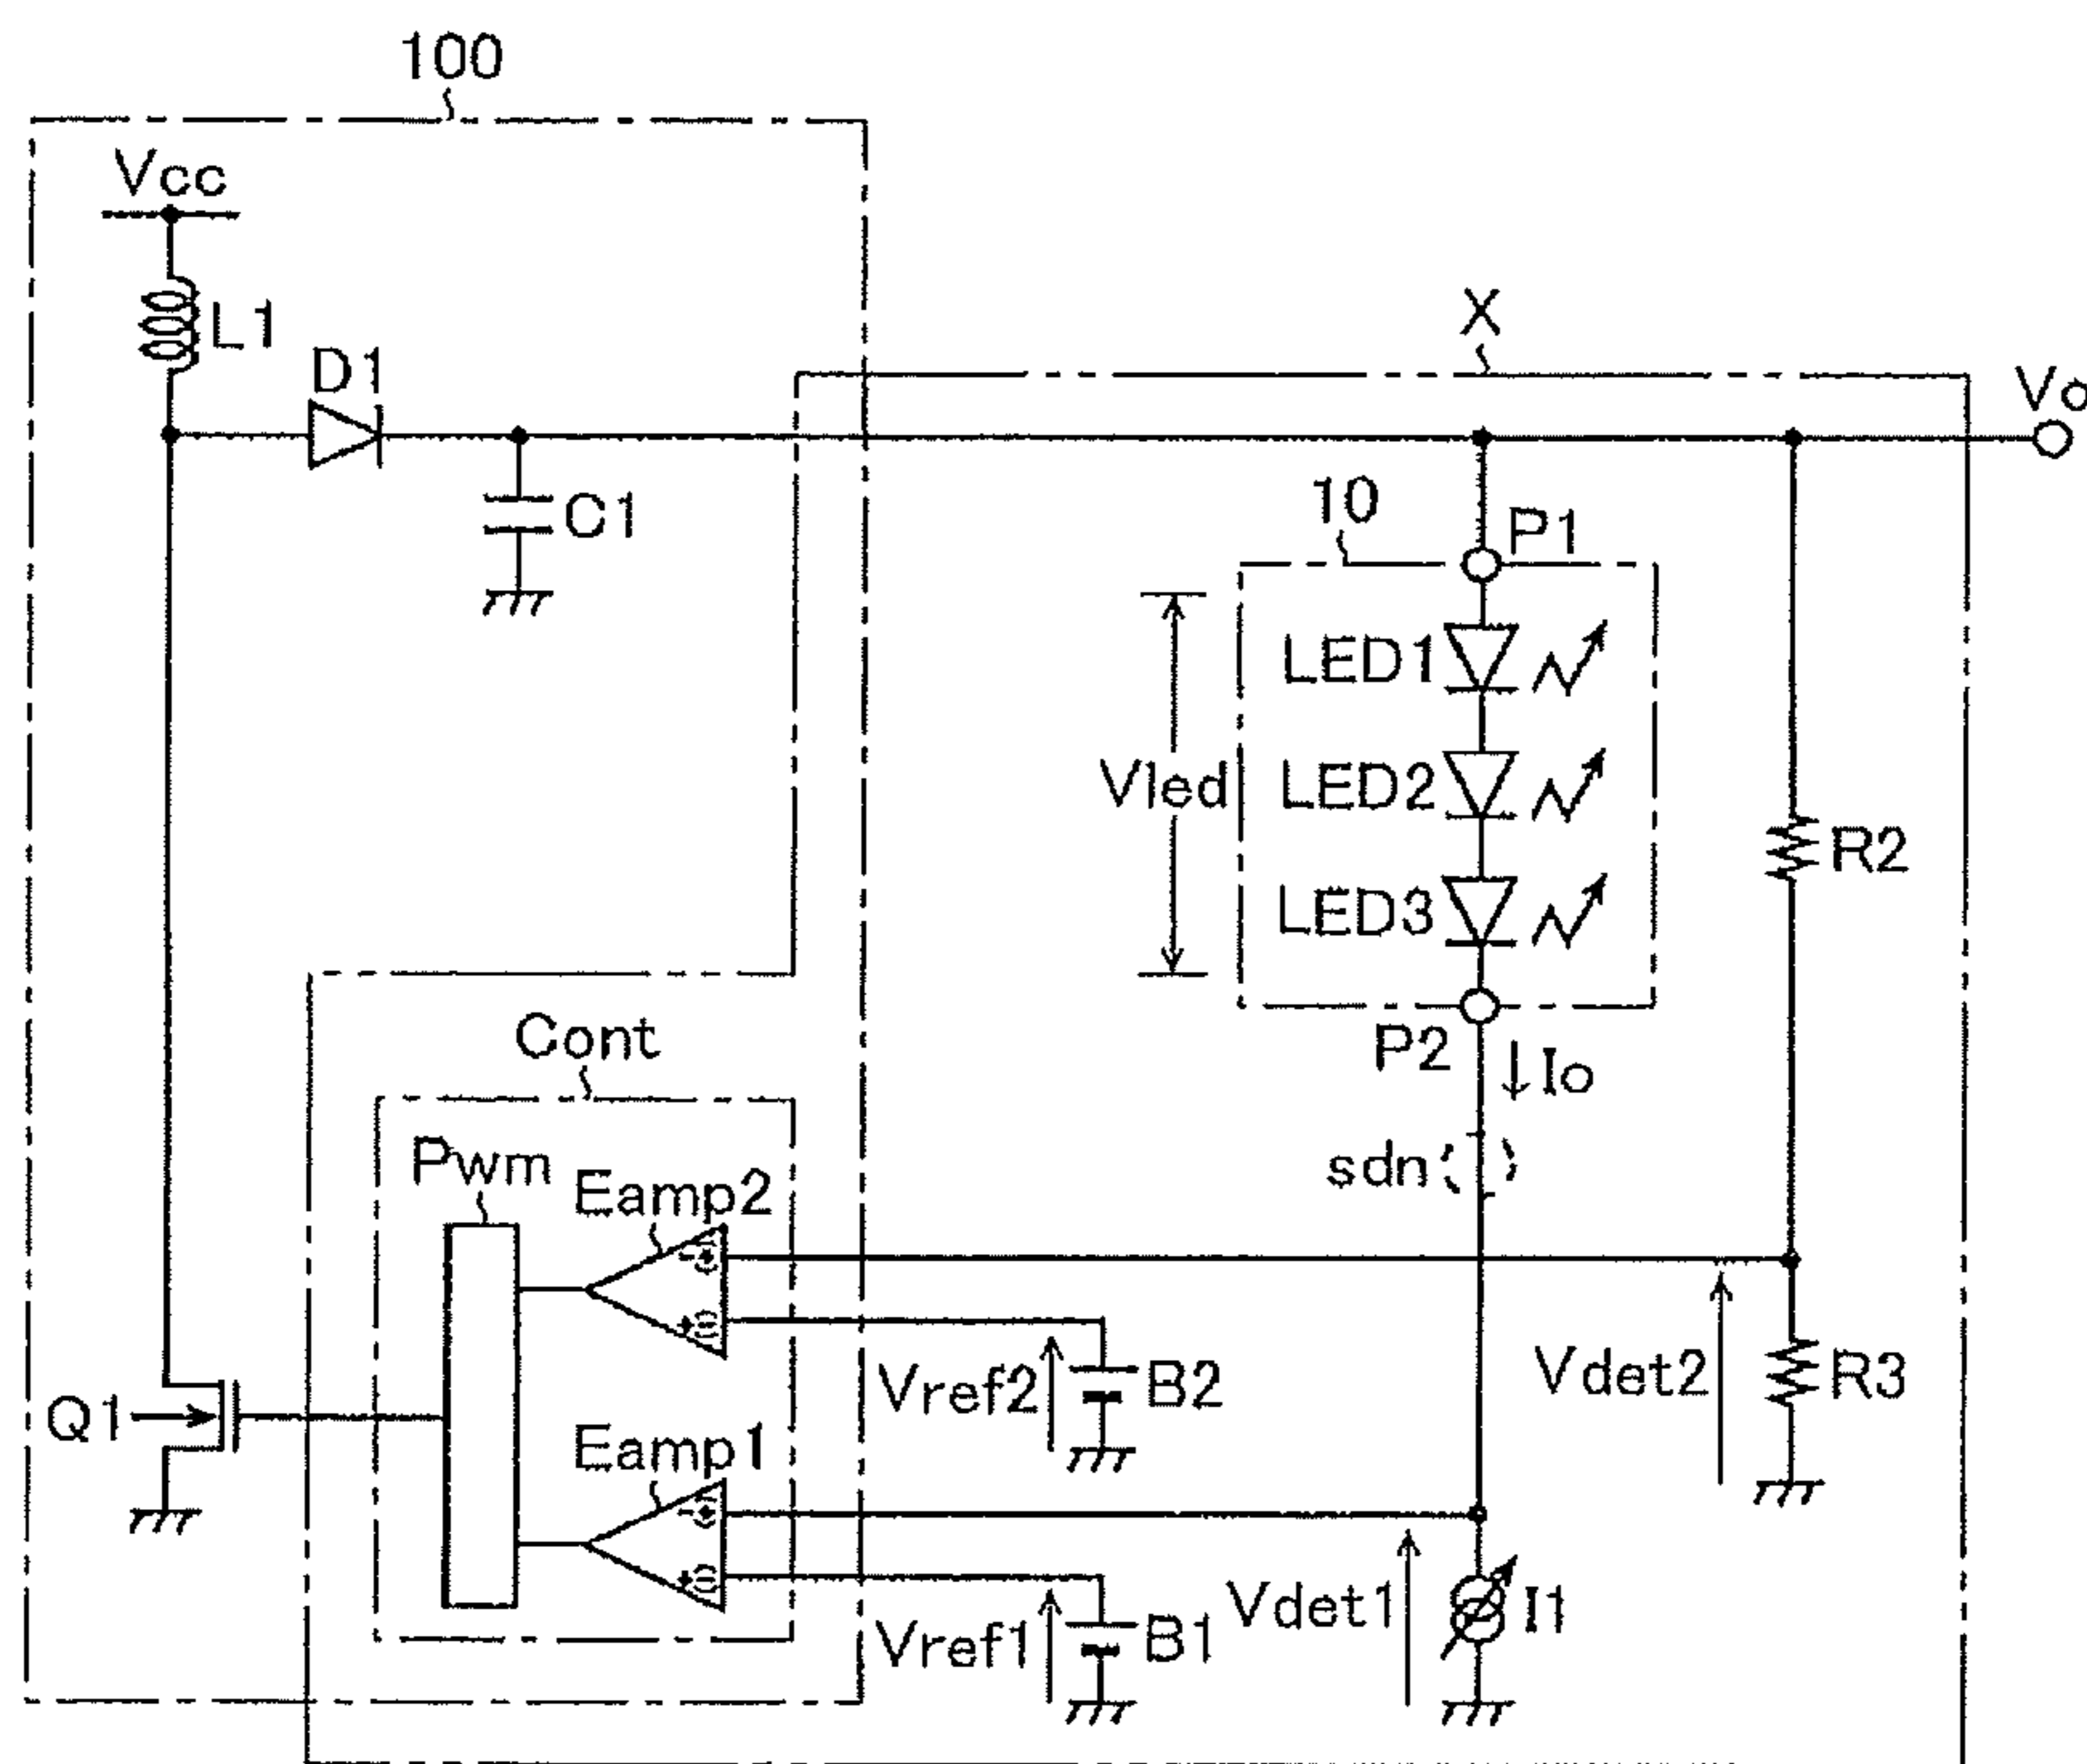 100
Vcc
L1
D1
X
Vo
C1
10
P1
LED1
Vled
LED2
R2
LED3
Cont
P2
Io
Pwm
Eamp2
sdn
Vref2
B2
Vdet2
R3
Q1
Eamp1
Vref1
B1
Vdet1
I1